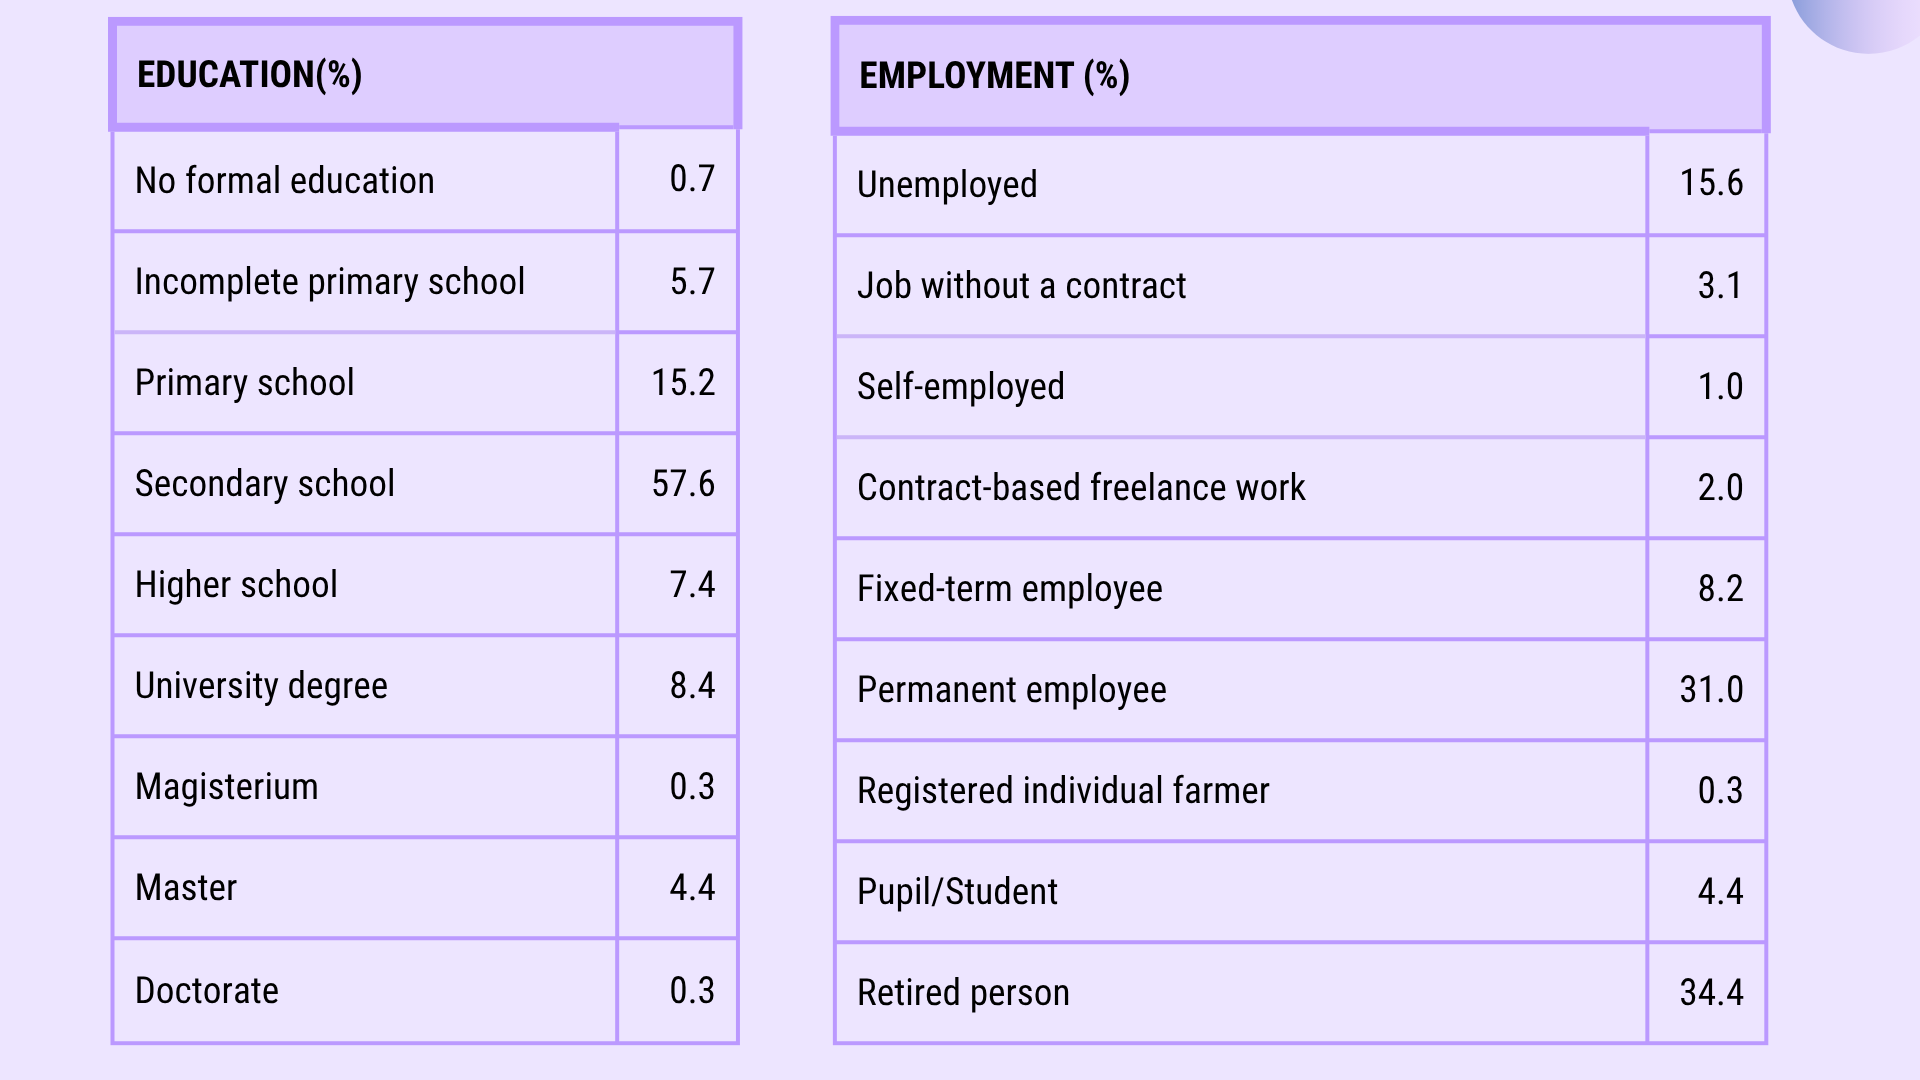 EDUCATION(%)
No formal education 0.7
Incomplete primary school 5.7
Primary school 15.2
Secondary school 57.6
Higher school 7.4
University degree 8.4
Magisterium 0.3
Master 4.4
Doctorate 0.3
EMPLOYMENT (%)
Unemployed 15.6
Job without a contract 3.1
Self-employed 1.0
Contract-based freelance work 2.0
Fixed-term employee 8.2
Permanent employee 31.0
Registered individual farmer 0.3
Pupil/Student 4.4
Retired person 34.4